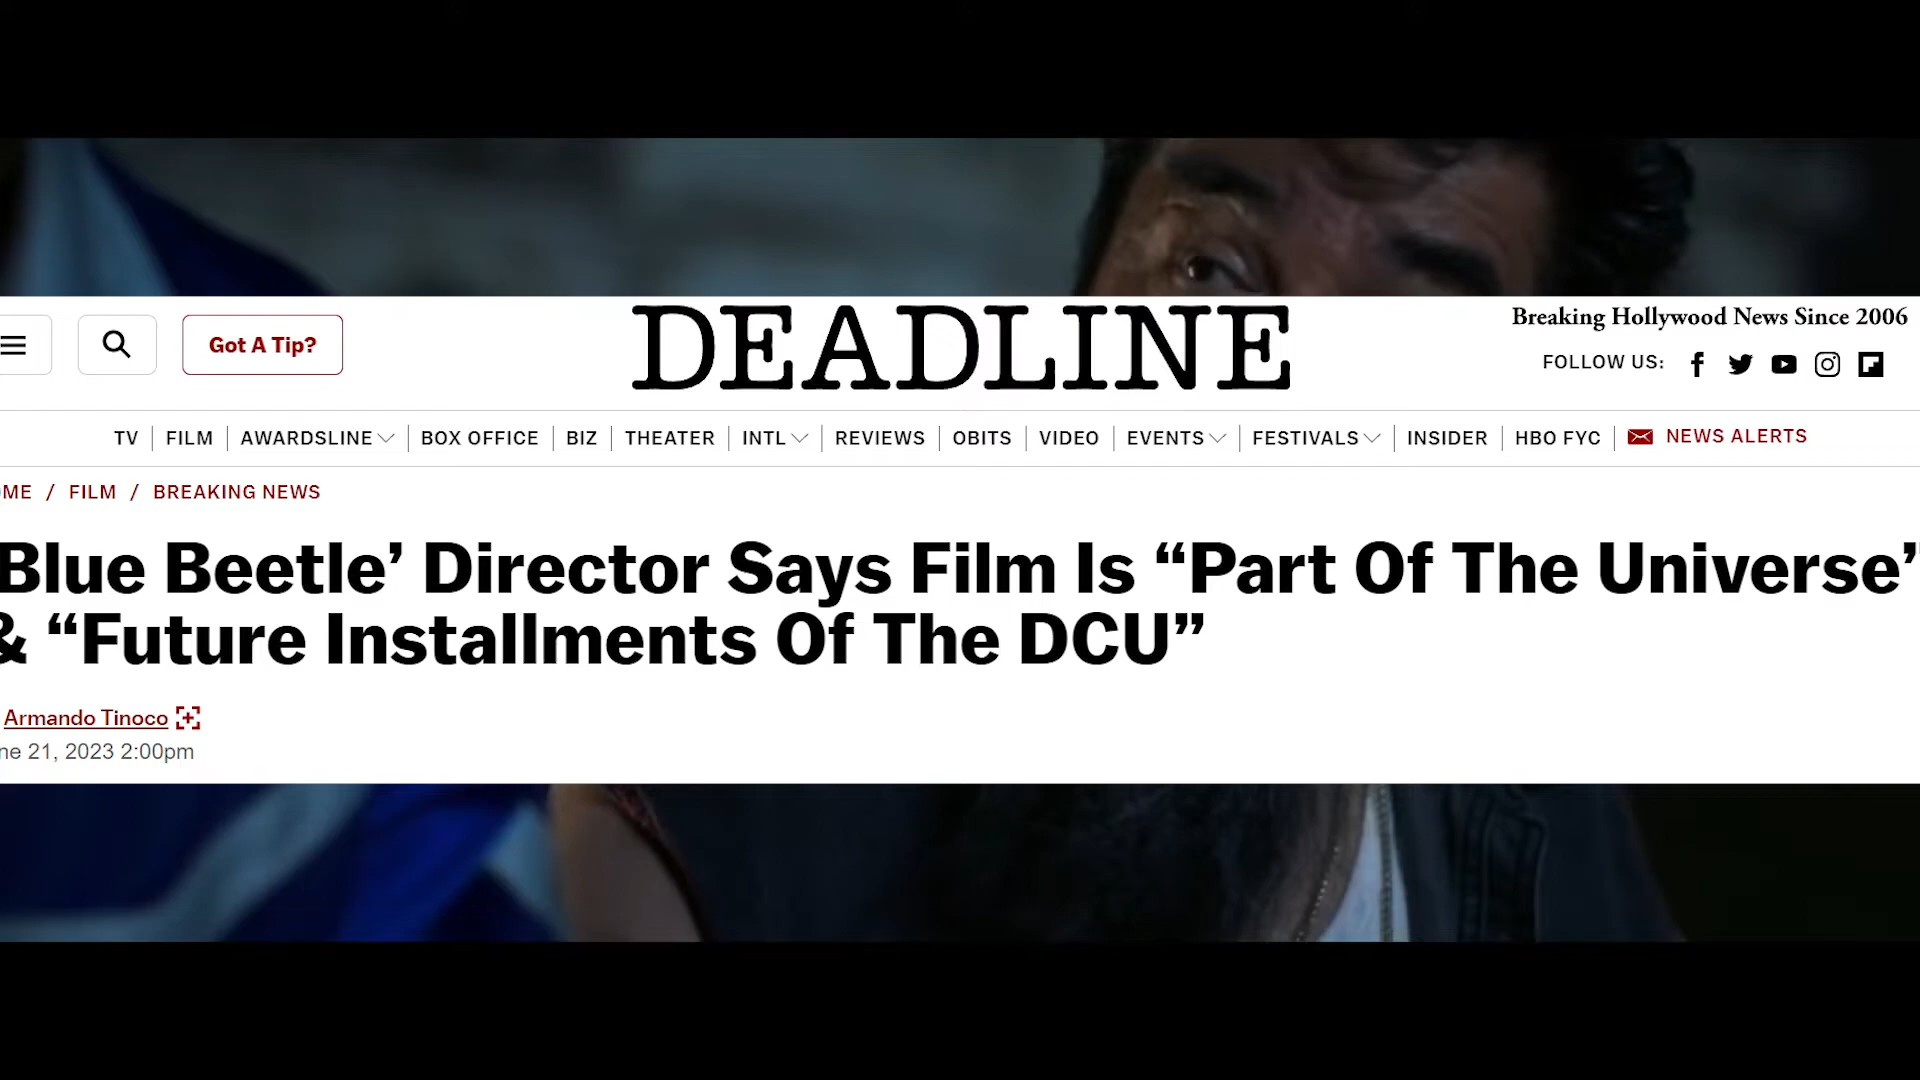 Got A Tip?
DEADLINE
Breaking Hollywood News Since 2006
FOLLOW US:
TV FILM AWARDSLINE BOX OFFICE BIZ THEATER INTL REVIEWS OBITS VIDEO EVENTS FESTIVALS INSIDER HBO FYC NEWS ALERTS
OME / FILM / BREAKING NEWS
Blue Beetle’ Director Says Film Is “Part Of The Universe”
& “Future Installments Of The DCU”
Armando Tinoco
ne 21, 2023 2:00pm